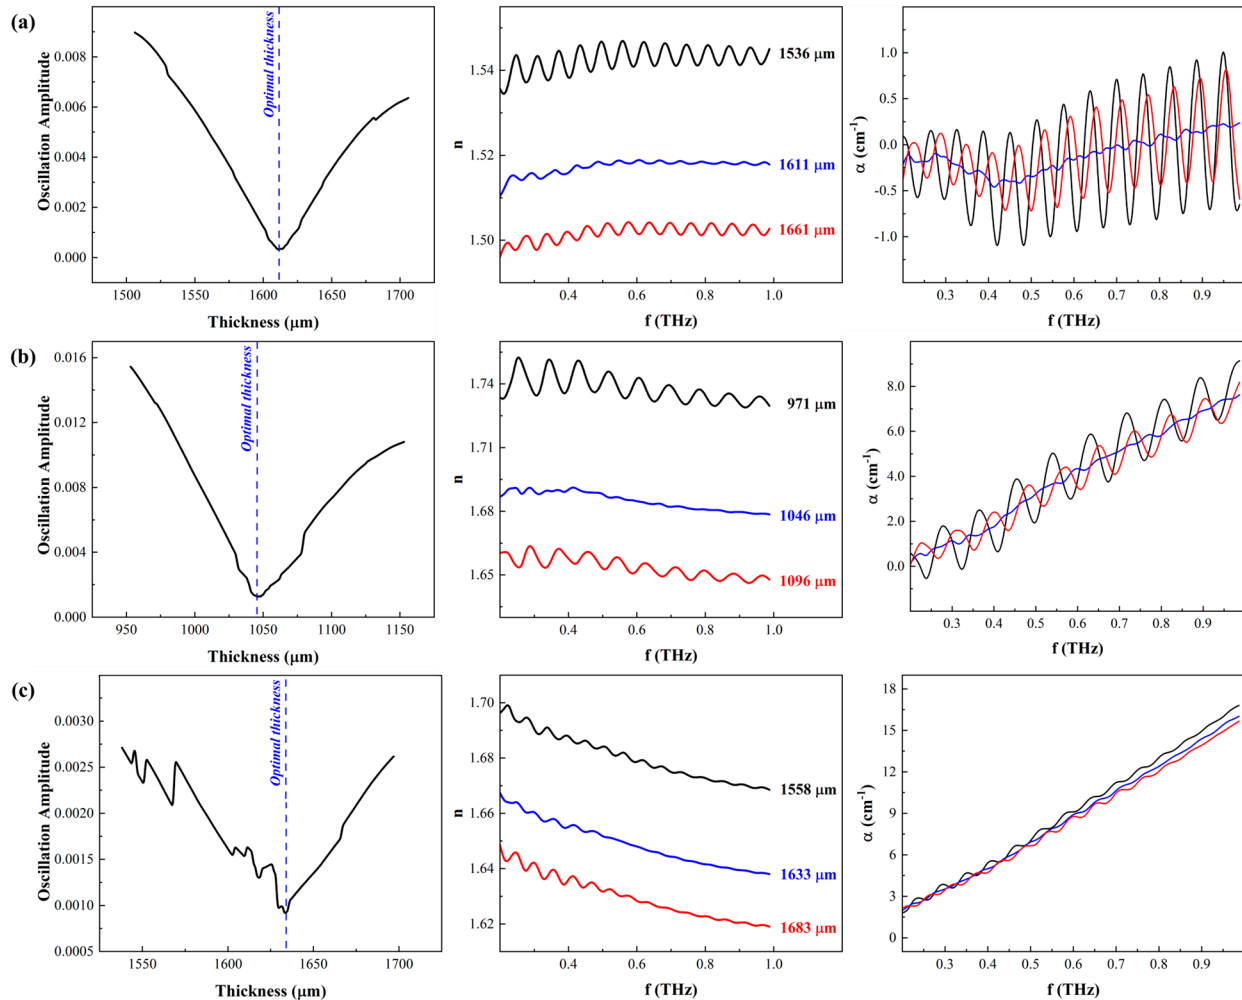 (a)
Oscillation Amplitude
0.008
0.006
0.004
0.002
0.000
1500 1550 1600 1650 1700
Thickness (μm)
Optimal thickness
n
1.54
1.52
1.50
0.4 0.6 0.8 1.0
f (THz)
1536 μm
1611 μm
1661 μm
α (cm-1)
1.0
0.5
0.0
-0.5
-1.0
0.3 0.4 0.5 0.6 0.7 0.8 0.9
f (THz)
(b)
Oscillation Amplitude
0.016
0.012
0.008
0.004
0.000
950 1000 1050 1100 1150
Thickness (μm)
Optimal thickness
n
1.74
1.71
1.68
1.65
0.4 0.6 0.8 1.0
f (THz)
971 μm
1046 μm
1096 μm
α (cm-1)
8.0
6.0
4.0
2.0
0.0
0.3 0.4 0.5 0.6 0.7 0.8 0.9
f (THz)
(c)
Oscillation Amplitude
0.0030
0.0025
0.0020
0.0015
0.0010
0.0005
1550 1600 1650 1700
Thickness (μm)
Optimal thickness
n
1.70
1.68
1.66
1.64
1.62
0.4 0.6 0.8 1.0
f (THz)
1558 μm
1633 μm
1683 μm
α (cm-1)
18
15
12
9
6
3
0
0.3 0.4 0.5 0.6 0.7 0.8 0.9
f (THz)